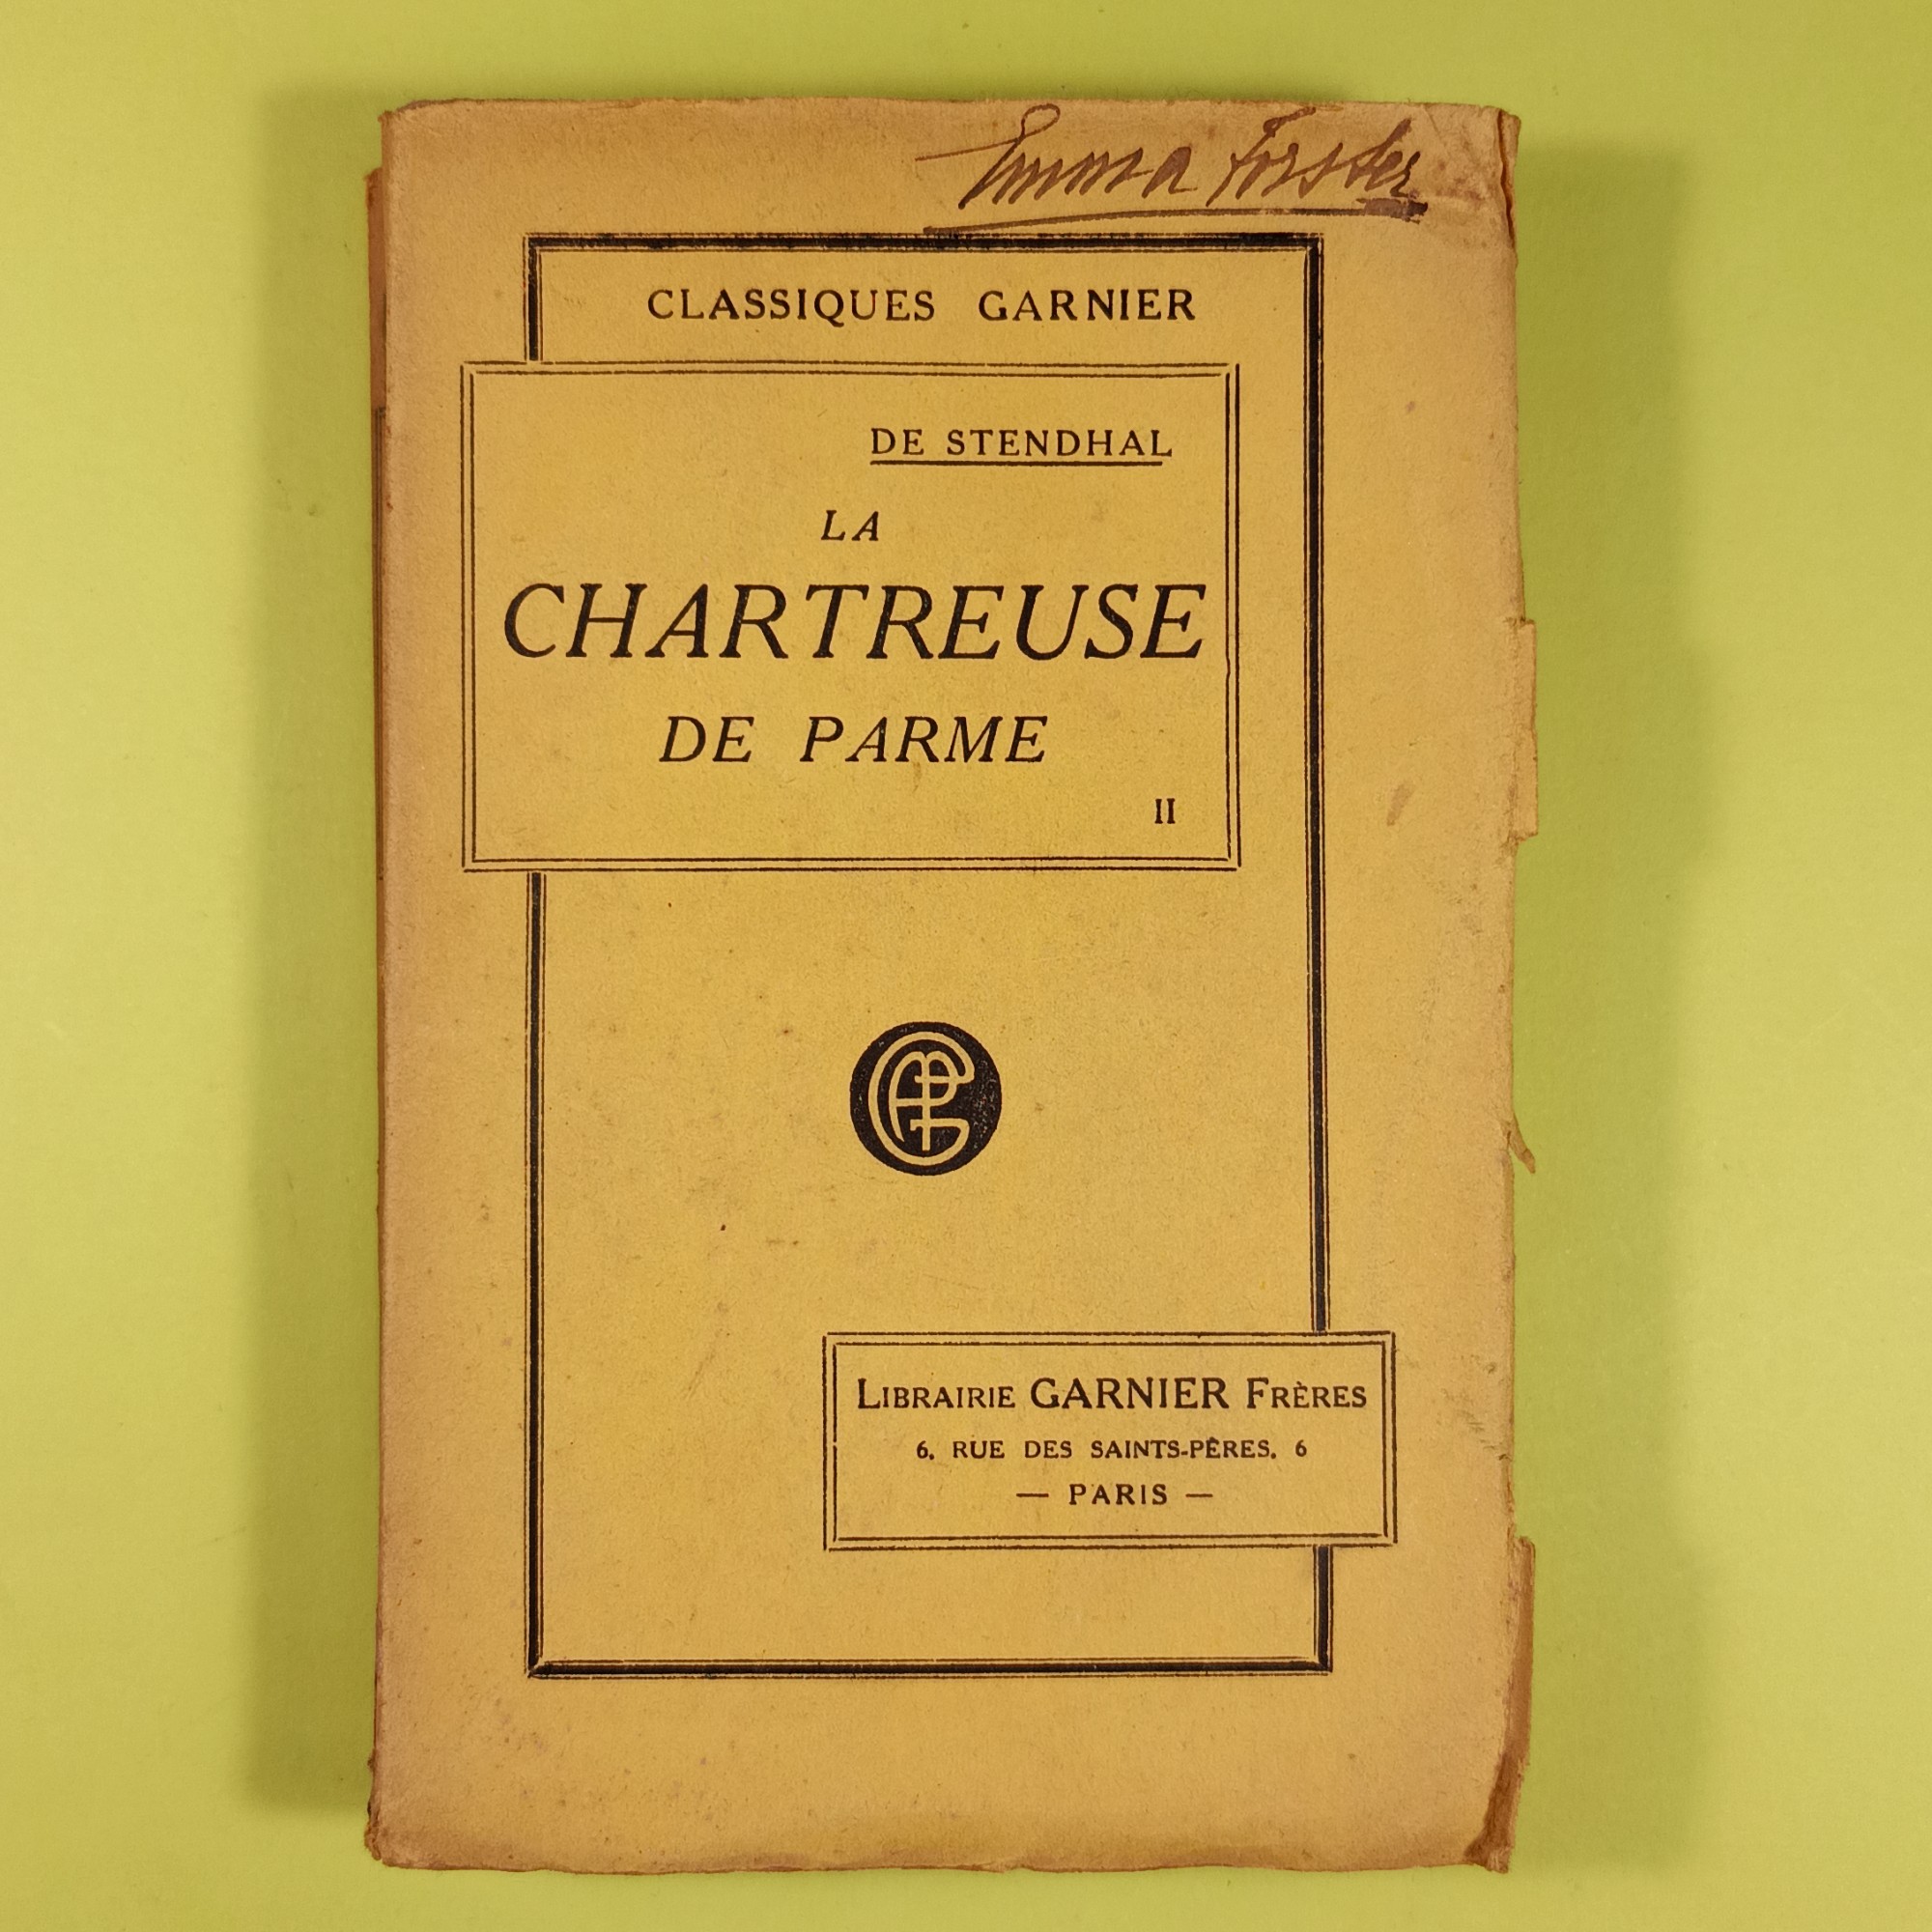 Emma Forster
CLASSIQUES GARNIER
DE STENDHAL
LA
CHARTREUSE
DE PARME
II
LIBRAIRIE GARNIER FRÈRES
6, RUE DES SAINTS-PÈRES, 6
— PARIS —